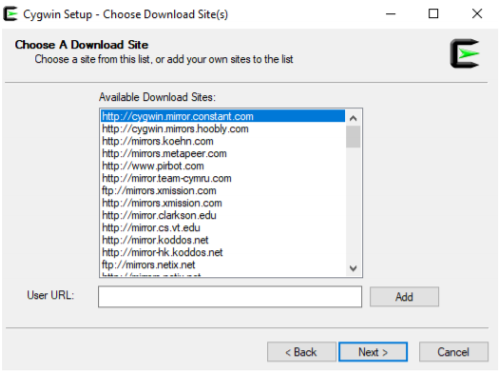 Cygwin Setup - Choose Download Site(s)
Choose A Download Site
Choose a site from this list, or add your own sites to the list
Available Download Sites:
http://cygwin.mirror.constant.com
http://cygwin.mirrors.hoobly.com
http://mirrors.koehn.com
http://mirrors.metapeer.com
http://www.pirbot.com
http://mirror.team-cymru.com
ftp://mirrors.xmission.com
http://mirrors.xmission.com
http://mirror.clarkson.edu
http://mirror.cs.vt.edu
http://mirror.koddos.net
http://mirror-hk.koddos.net
ftp://mirrors.netix.net
User URL:
Add
< Back
Next >
Cancel